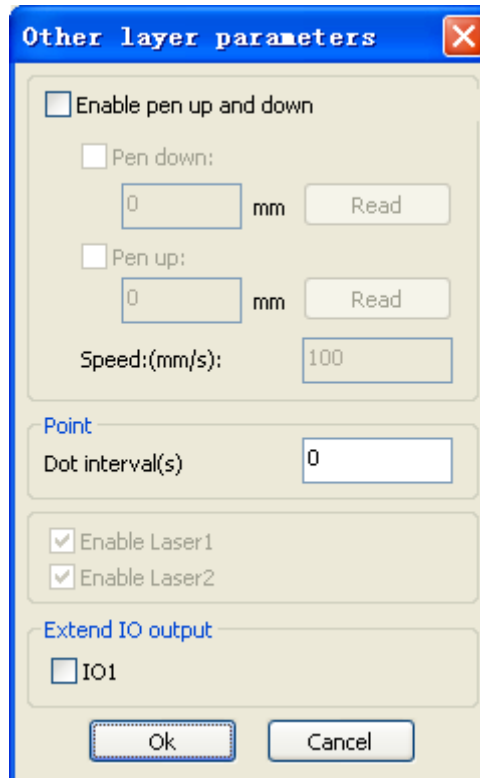 Other layer parameters
Enable pen up and down
Pen down:
0 mm Read
Pen up:
0 mm Read
Speed:(mm/s): 100
Point
Dot interval(s) 0
Enable Laser1
Enable Laser2
Extend IO output
IO1
Ok Cancel